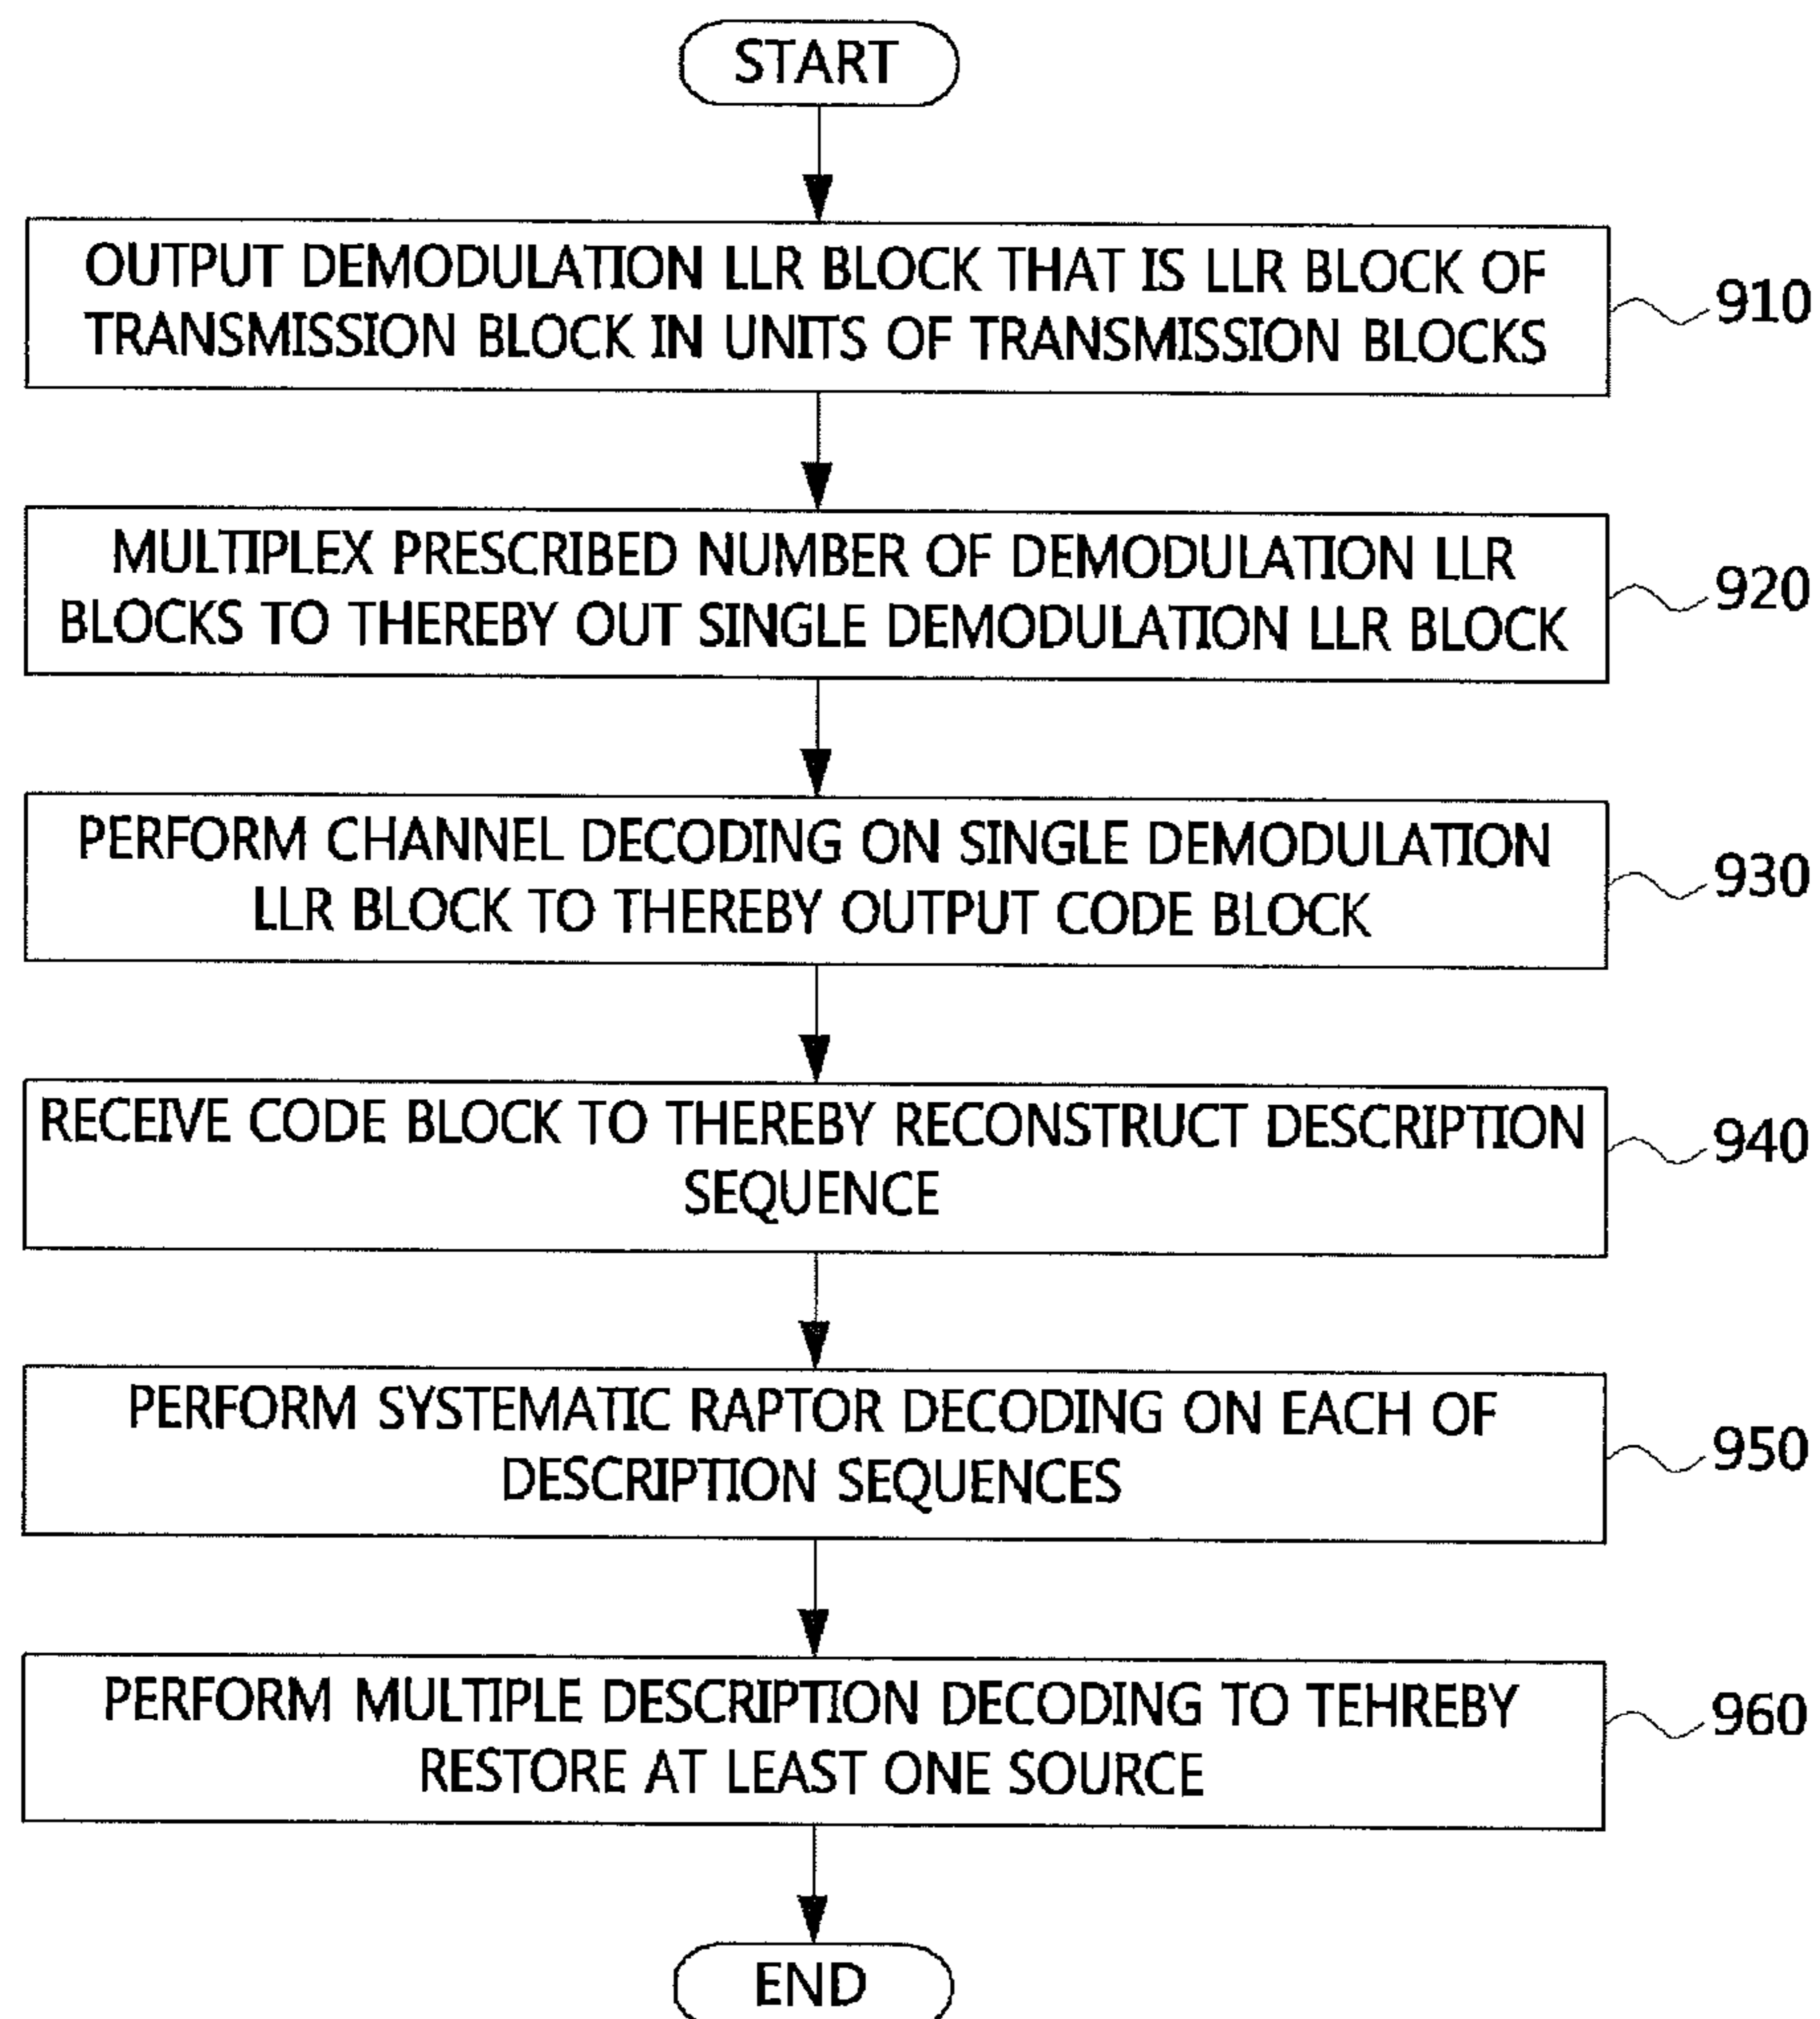 START
OUTPUT DEMODULATION LLR BLOCK THAT IS LLR BLOCK OF
TRANSMISSION BLOCK IN UNITS OF TRANSMISSION BLOCKS
910
MULTIPLEX PRESCRIBED NUMBER OF DEMODULATION LLR
BLOCKS TO THEREBY OUT SINGLE DEMODULATION LLR BLOCK
920
PERFORM CHANNEL DECODING ON SINGLE DEMODULATION
LLR BLOCK TO THEREBY OUTPUT CODE BLOCK
930
RECEIVE CODE BLOCK TO THEREBY RECONSTRUCT DESCRIPTION
SEQUENCE
940
PERFORM SYSTEMATIC RAPTOR DECODING ON EACH OF
DESCRIPTION SEQUENCES
950
PERFORM MULTIPLE DESCRIPTION DECODING TO TEHREBY
RESTORE AT LEAST ONE SOURCE
960
END